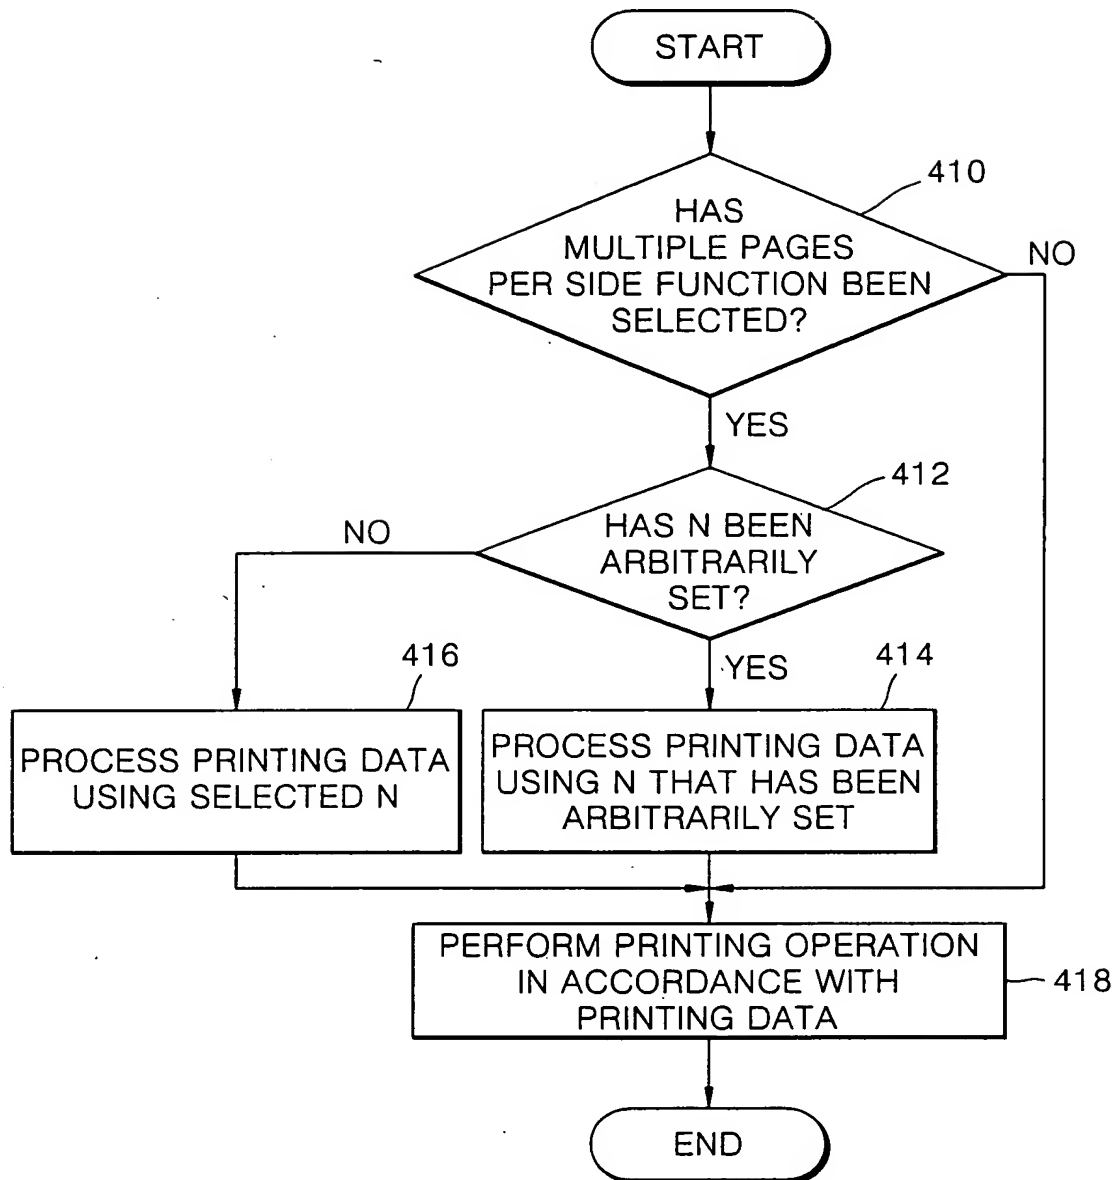 START
410
HAS
MULTIPLE PAGES
PER SIDE FUNCTION BEEN
SELECTED?
NO
YES
412
HAS N BEEN
ARBITRARILY
SET?
NO
YES
416
PROCESS PRINTING DATA
USING SELECTED N
414
PROCESS PRINTING DATA
USING N THAT HAS BEEN
ARBITRARILY SET
PERFORM PRINTING OPERATION
IN ACCORDANCE WITH
PRINTING DATA
418
END